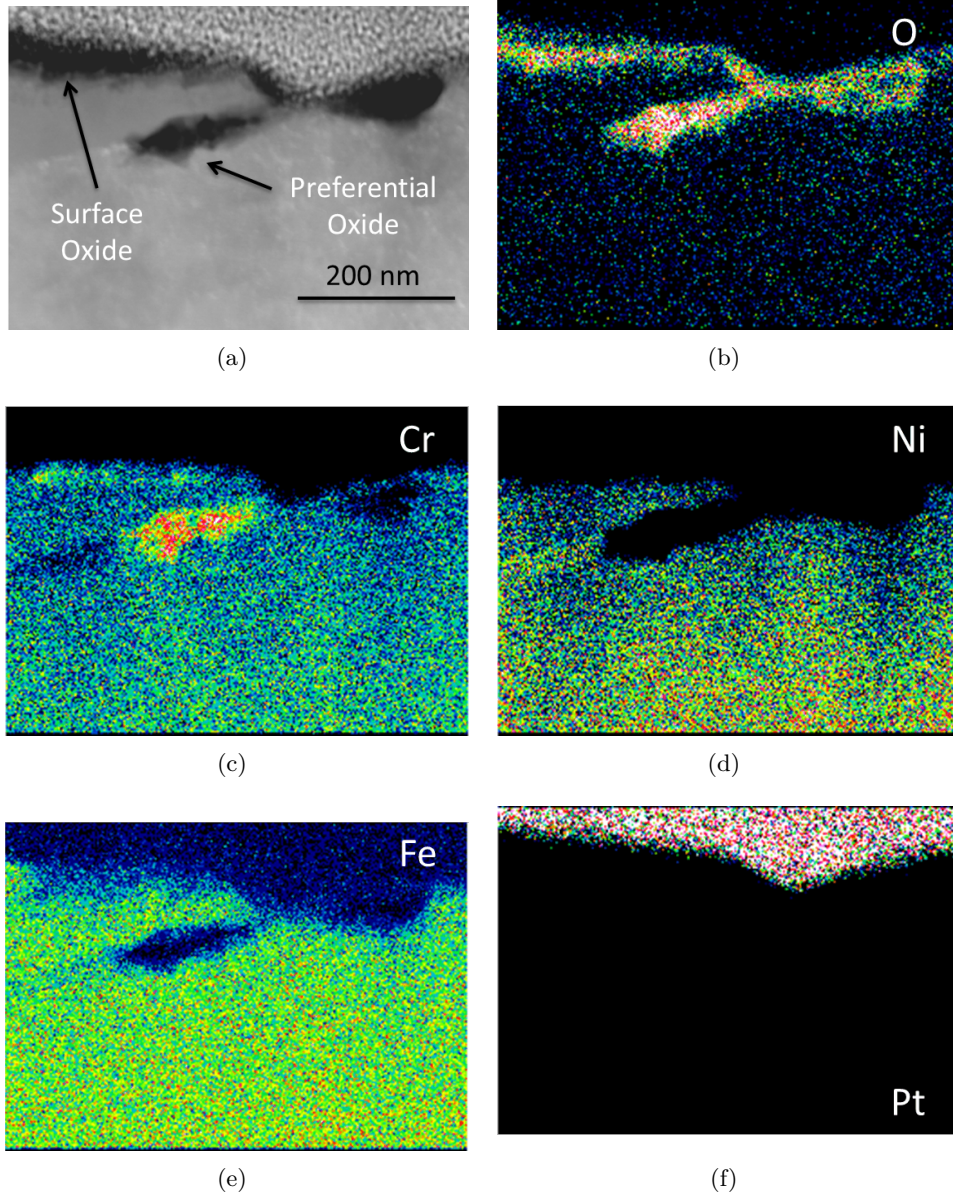 O
Surface
Oxide
Preferential
Oxide
200 nm
(a)
(b)
Cr
Ni
(c)
(d)
Fe
Pt
(e)
(f)